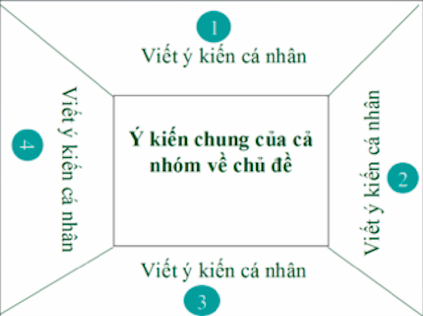 1
Viết ý kiến cá nhân
4
Viết ý kiến cá nhân
Ý kiến chung của cả
nhóm về chủ đề
Viết ý kiến cá nhân
2
Viết ý kiến cá nhân
3